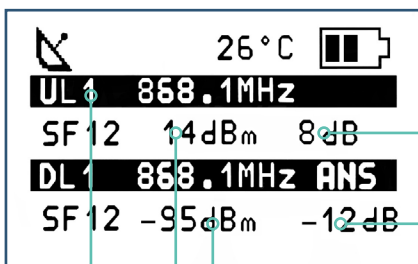 26°C
UL1 868.1MHz
SF12 14dBm 8dB
DL1 868.1MHz ANS
SF12 -95dBm -12dB